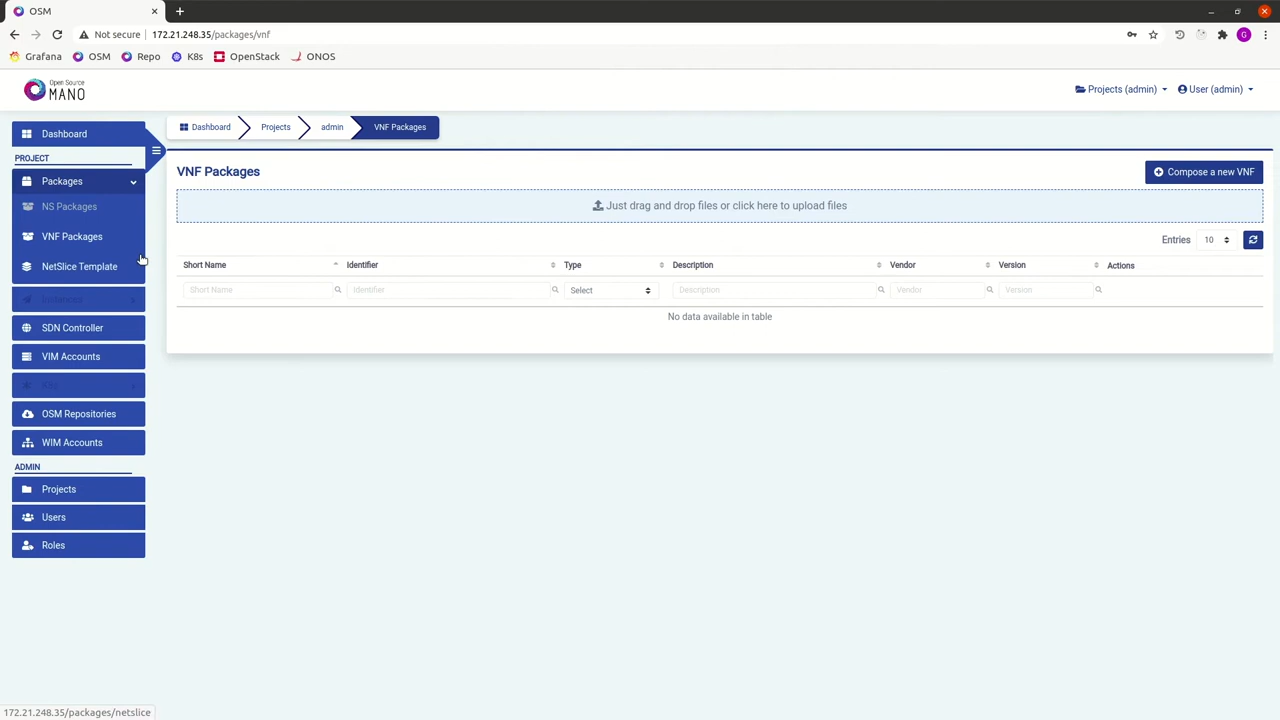 OSM
Not secure
172.21.248.35/packages/vnf
G
Grafana
OSM
Repo
K8s
OpenStack
ONOS
Open Source
MANO
Projects (admin)
User (admin)
Dashboard
PROJECT
Packages
NS Packages
VNF Packages
NetSlice Template
Instances
SDN Controller
VIM Accounts
K8s
OSM Repositories
WIM Accounts
ADMIN
Projects
Users
Roles
Dashboard
Projects
admin
VNF Packages
VNF Packages
Compose a new VNF
Just drag and drop files or click here to upload files
Entries
10
Short Name
Identifier
Type
Description
Vendor
Version
Actions
Short Name
Identifier
Select
Description
Vendor
Version
No data available in table
172.21.248.35/packages/netslice